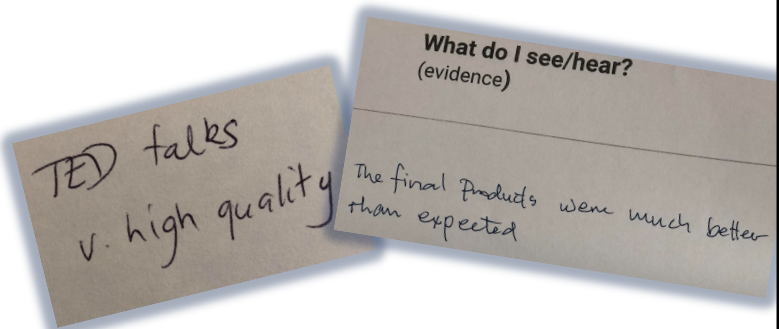 TED talks
v. high quality
What do I see/hear?
(evidence)
The final products were much better
than expected